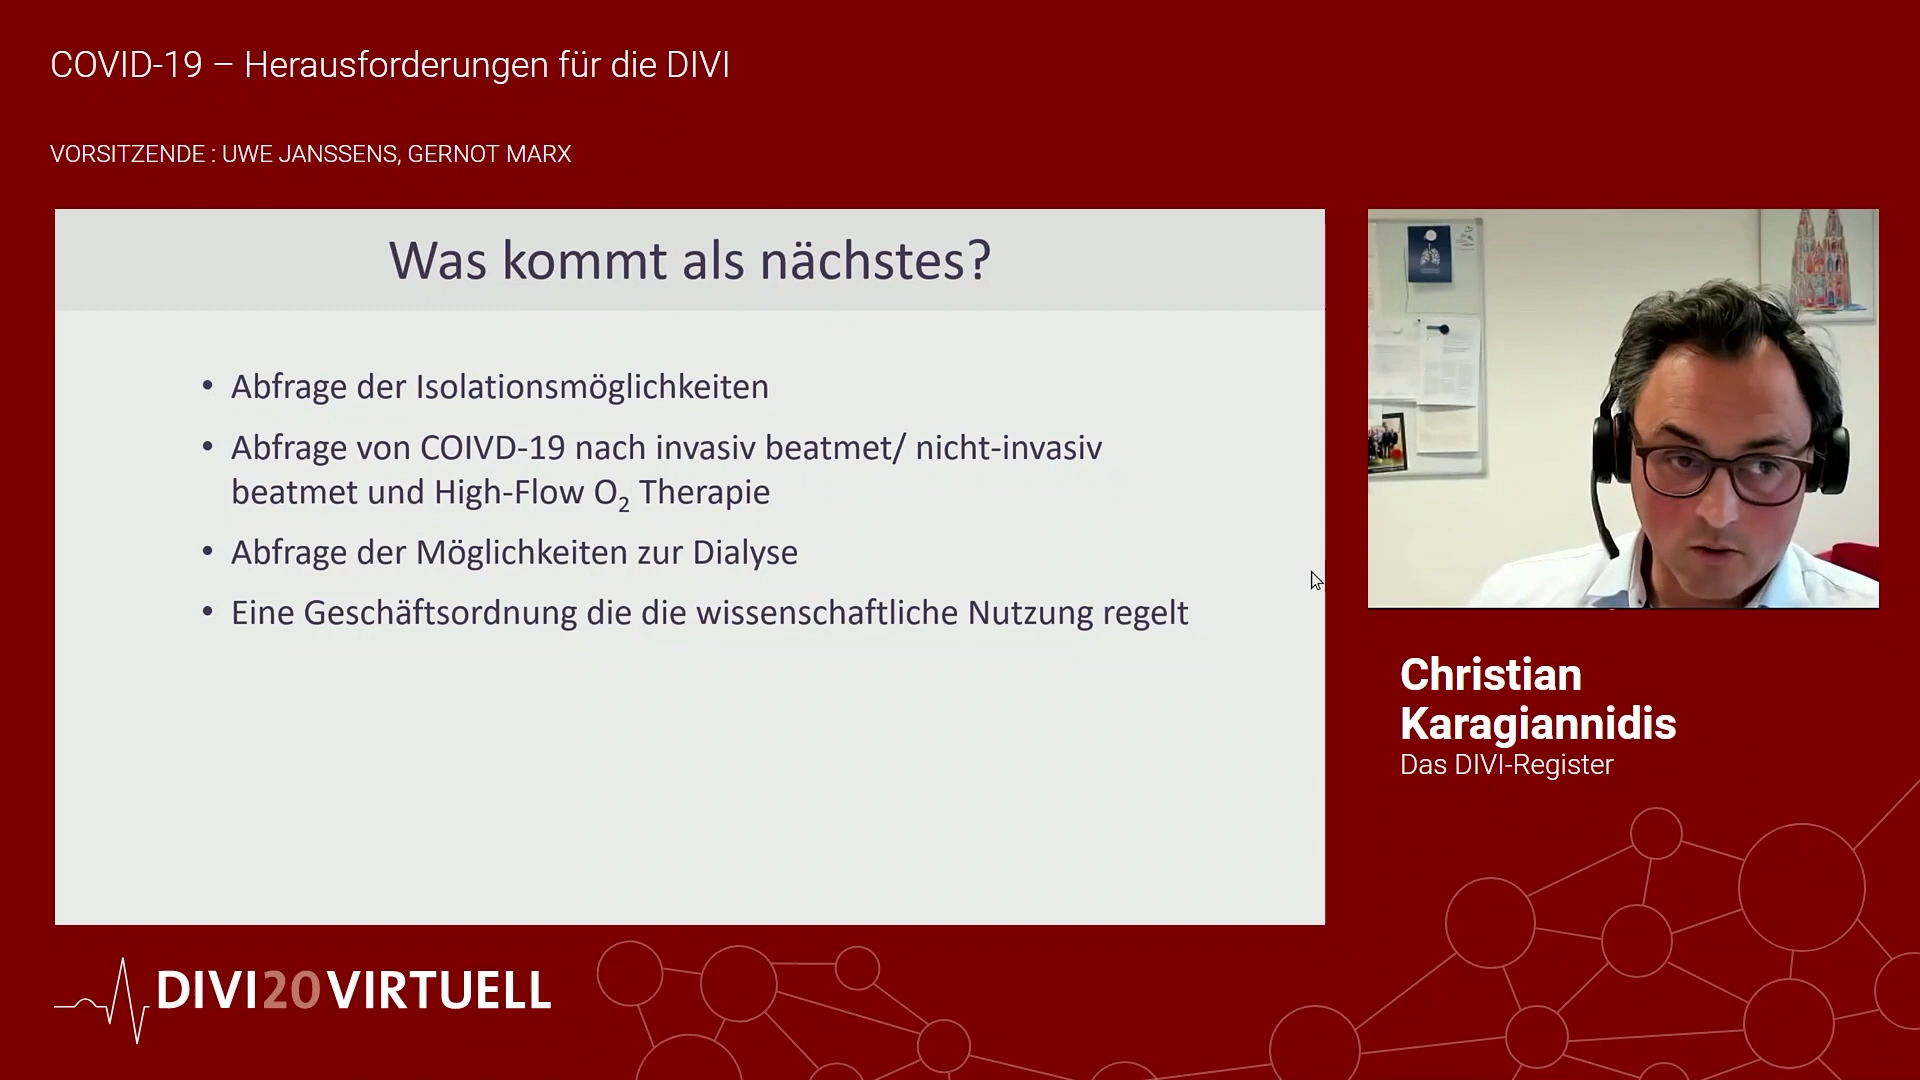 COVID-19 – Herausforderungen für die DIVI
VORSITZENDE : UWE JANSSENS, GERNOT MARX
Was kommt als nächstes?
• Abfrage der Isolationsmöglichkeiten
• Abfrage von COIVD-19 nach invasiv beatmet/ nicht-invasiv
beatmet und High-Flow O₂ Therapie
• Abfrage der Möglichkeiten zur Dialyse
• Eine Geschäftsordnung die die wissenschaftliche Nutzung regelt
Christian
Karagiannidis
Das DIVI-Register
DIVI20VIRTUELL